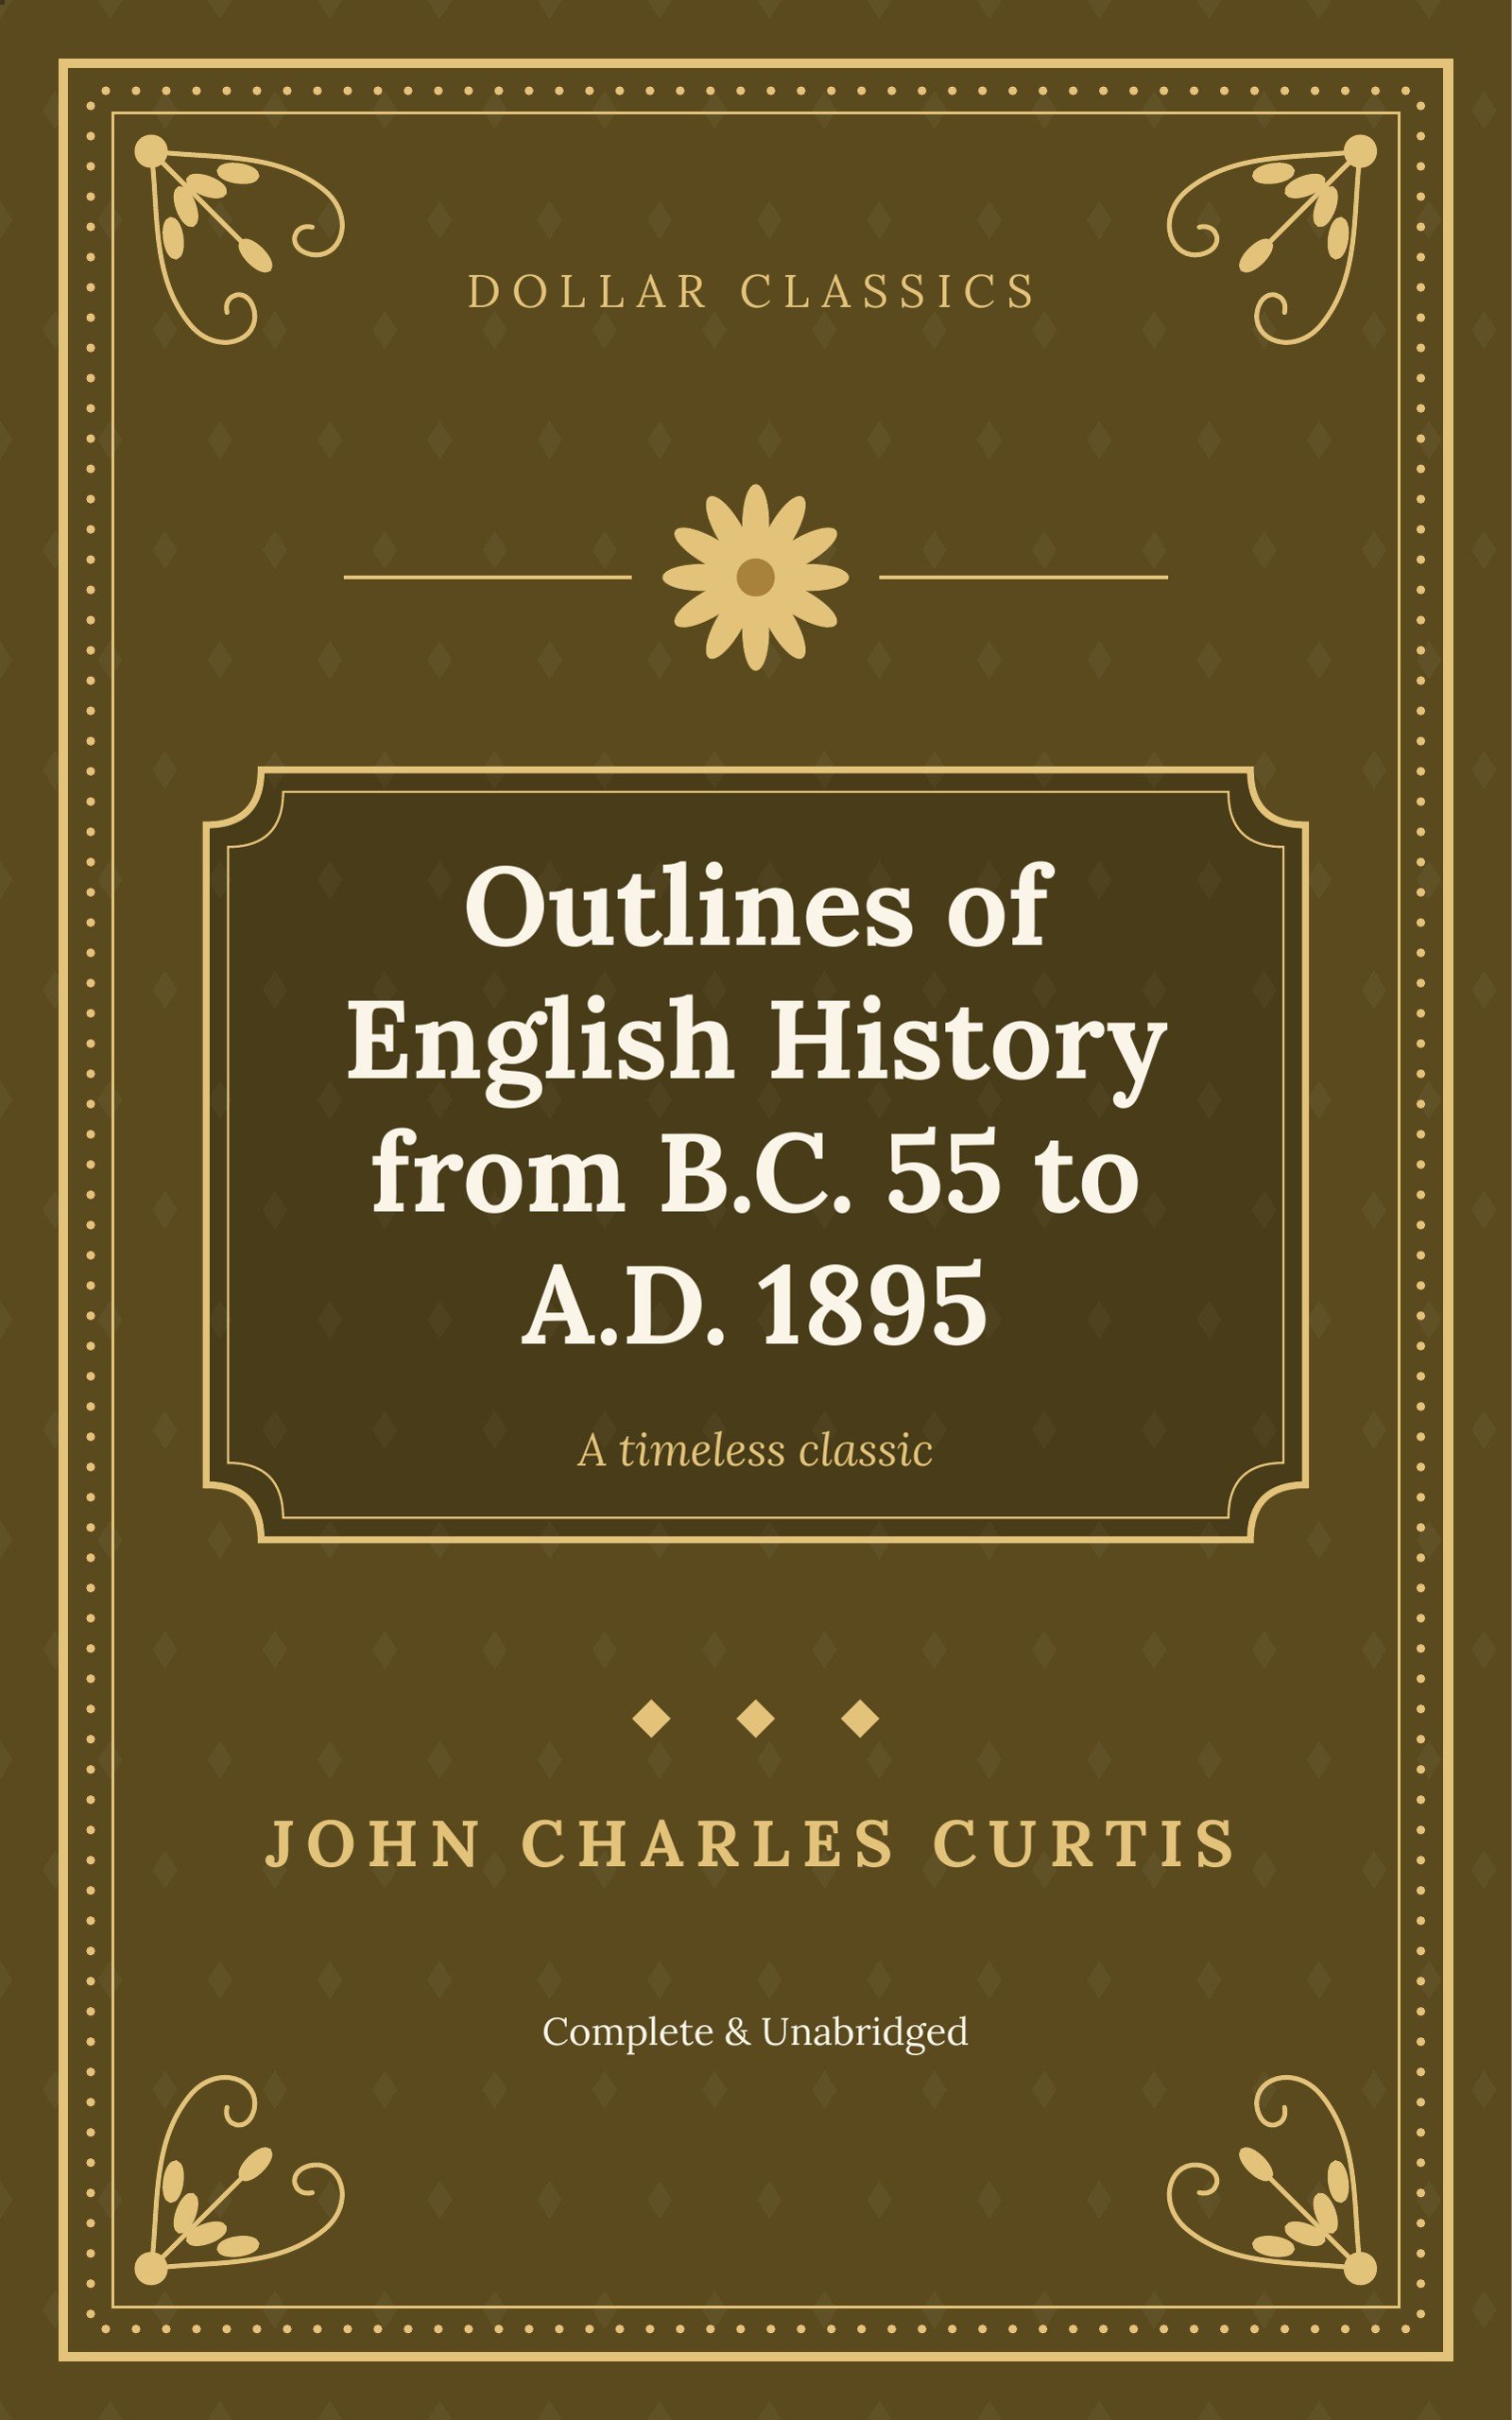 DOLLAR CLASSICS
Outlines of
English History
from B.C. 55 to
A.D. 1895
A timeless classic
JOHN CHARLES CURTIS
Complete & Unabridged